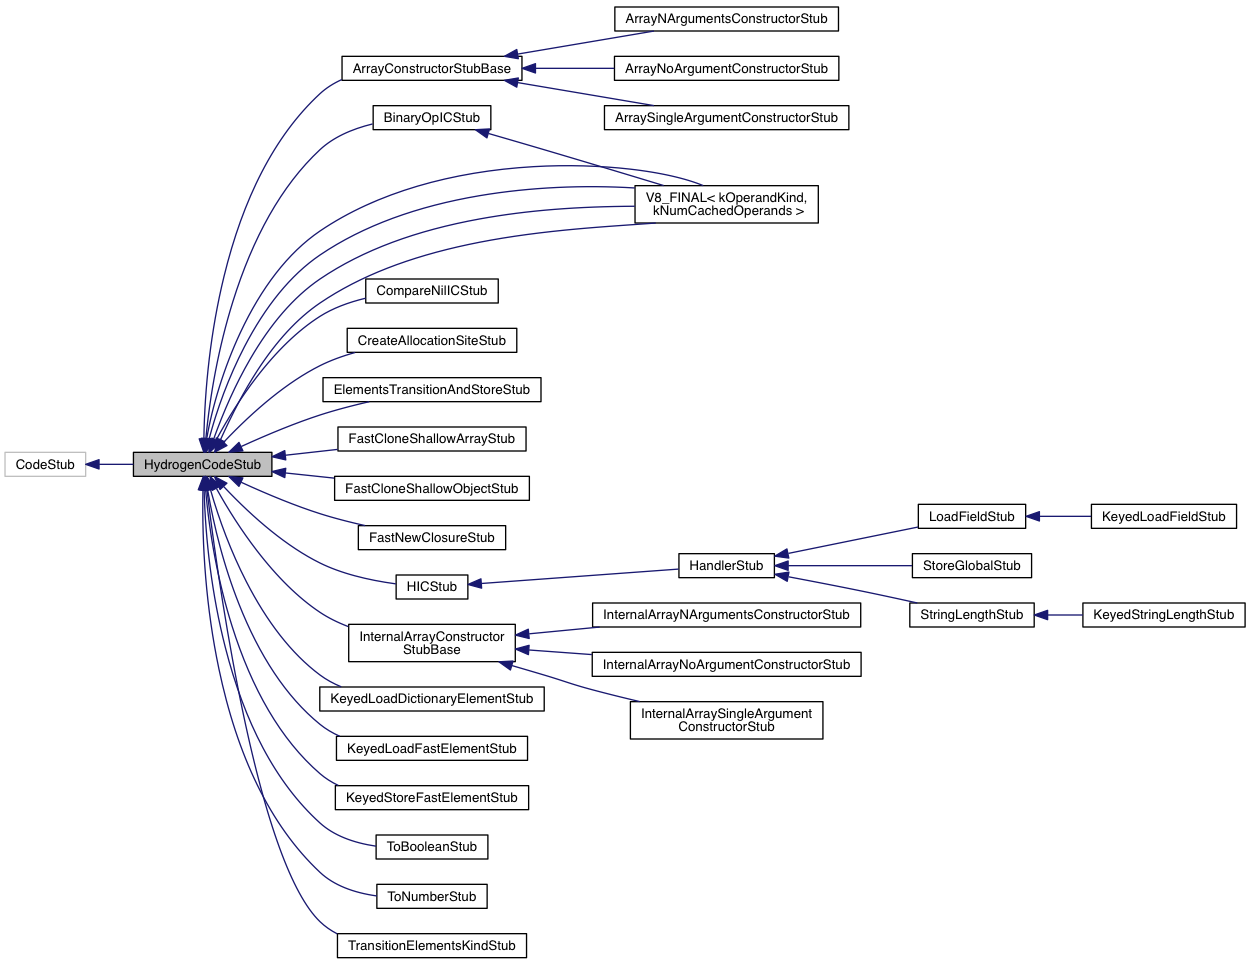 ArrayNArgumentsConstructorStub
ArrayConstructorStubBase
ArrayNoArgumentConstructorStub
BinaryOpICStub
ArraySingleArgumentConstructorStub
V8_FINAL< kOperandKind,
kNumCachedOperands >
CompareNilICStub
CreateAllocationSiteStub
ElementsTransitionAndStoreStub
FastCloneShallowArrayStub
CodeStub
HydrogenCodeStub
FastCloneShallowObjectStub
FastNewClosureStub
LoadFieldStub
KeyedLoadFieldStub
HICStub
HandlerStub
StoreGlobalStub
InternalArrayNArgumentsConstructorStub
StringLengthStub
KeyedStringLengthStub
InternalArrayConstructor
StubBase
InternalArrayNoArgumentConstructorStub
KeyedLoadDictionaryElementStub
InternalArraySingleArgument
ConstructorStub
KeyedLoadFastElementStub
KeyedStoreFastElementStub
ToBooleanStub
ToNumberStub
TransitionElementsKindStub